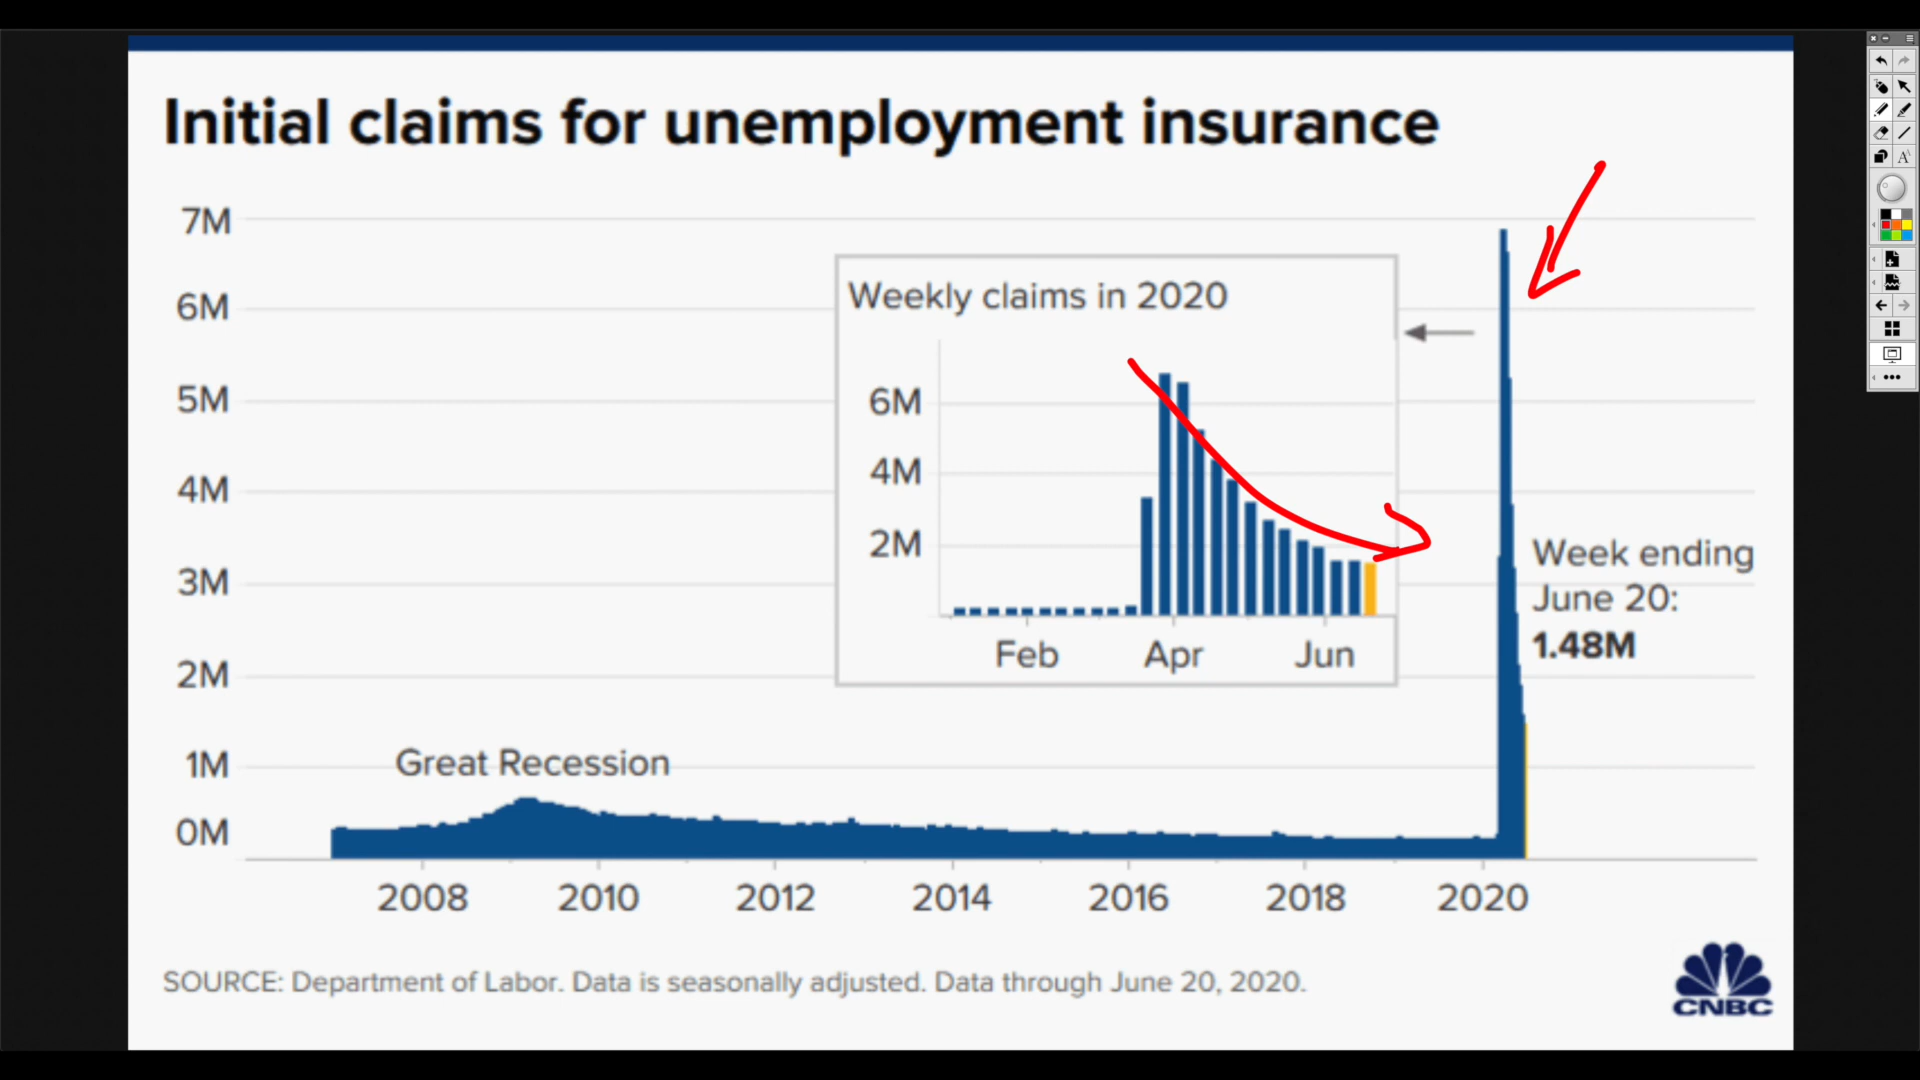 Initial claims for unemployment insurance
7M
6M
5M
4M
3M
2M
1M
0M
Weekly claims in 2020
6M
4M
2M
Feb Apr Jun
Week ending
June 20:
1.48M
Great Recession
2008 2010 2012 2014 2016 2018 2020
SOURCE: Department of Labor. Data is seasonally adjusted. Data through June 20, 2020.
CNBC
A